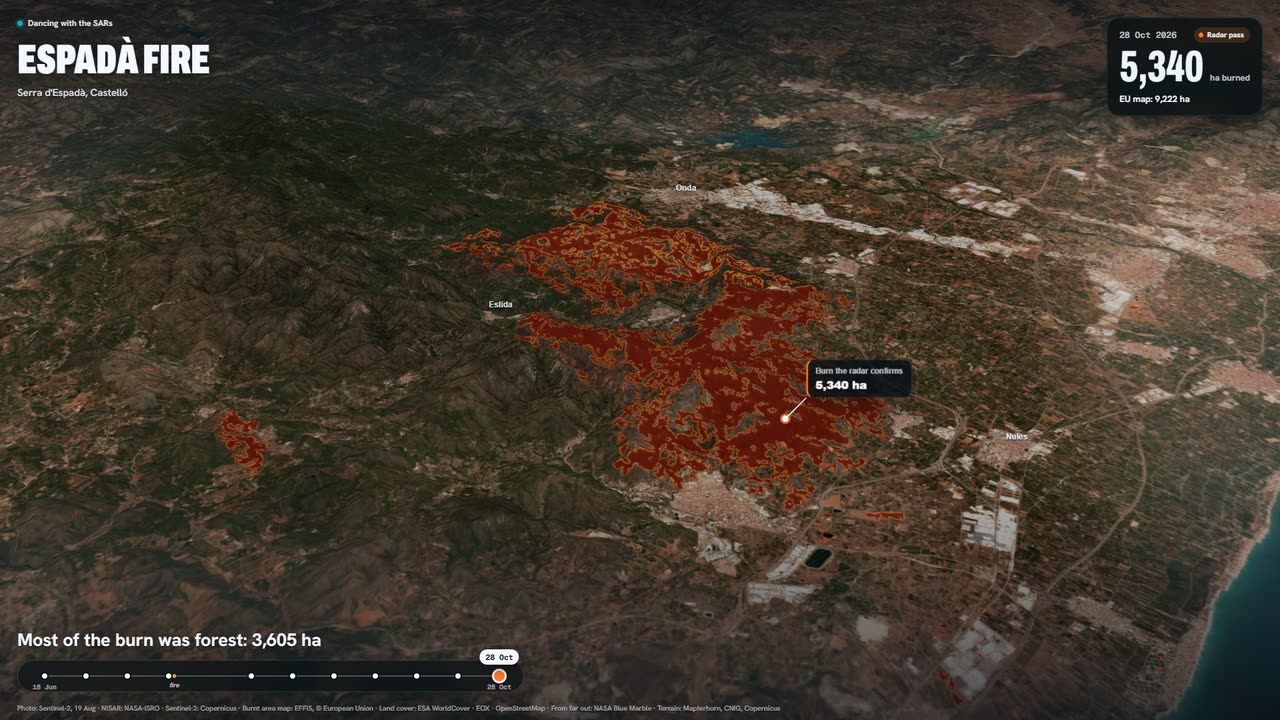 Dancing with the SARs
ESPADÀ FIRE
Serra d'Espadà, Castelló
28 Oct 2026
Radar pass
5,340 ha burned
EU map: 9,222 ha
Onda
Eslida
Burn the radar confirms
5,340 ha
Nules
Most of the burn was forest: 3,605 ha
28 Oct
18 Jun
fire
28 Oct
Photo: Sentinel-2, 19 Aug · NISAR: NASA-ISRO · Sentinel-2: Copernicus · Burnt area map: EFFIS, © European Union · Land cover: ESA WorldCover · EOX · OpenStreetMap · From far out: NASA Blue Marble · Terrain: Mapterhorn, CNIG, Copernicus